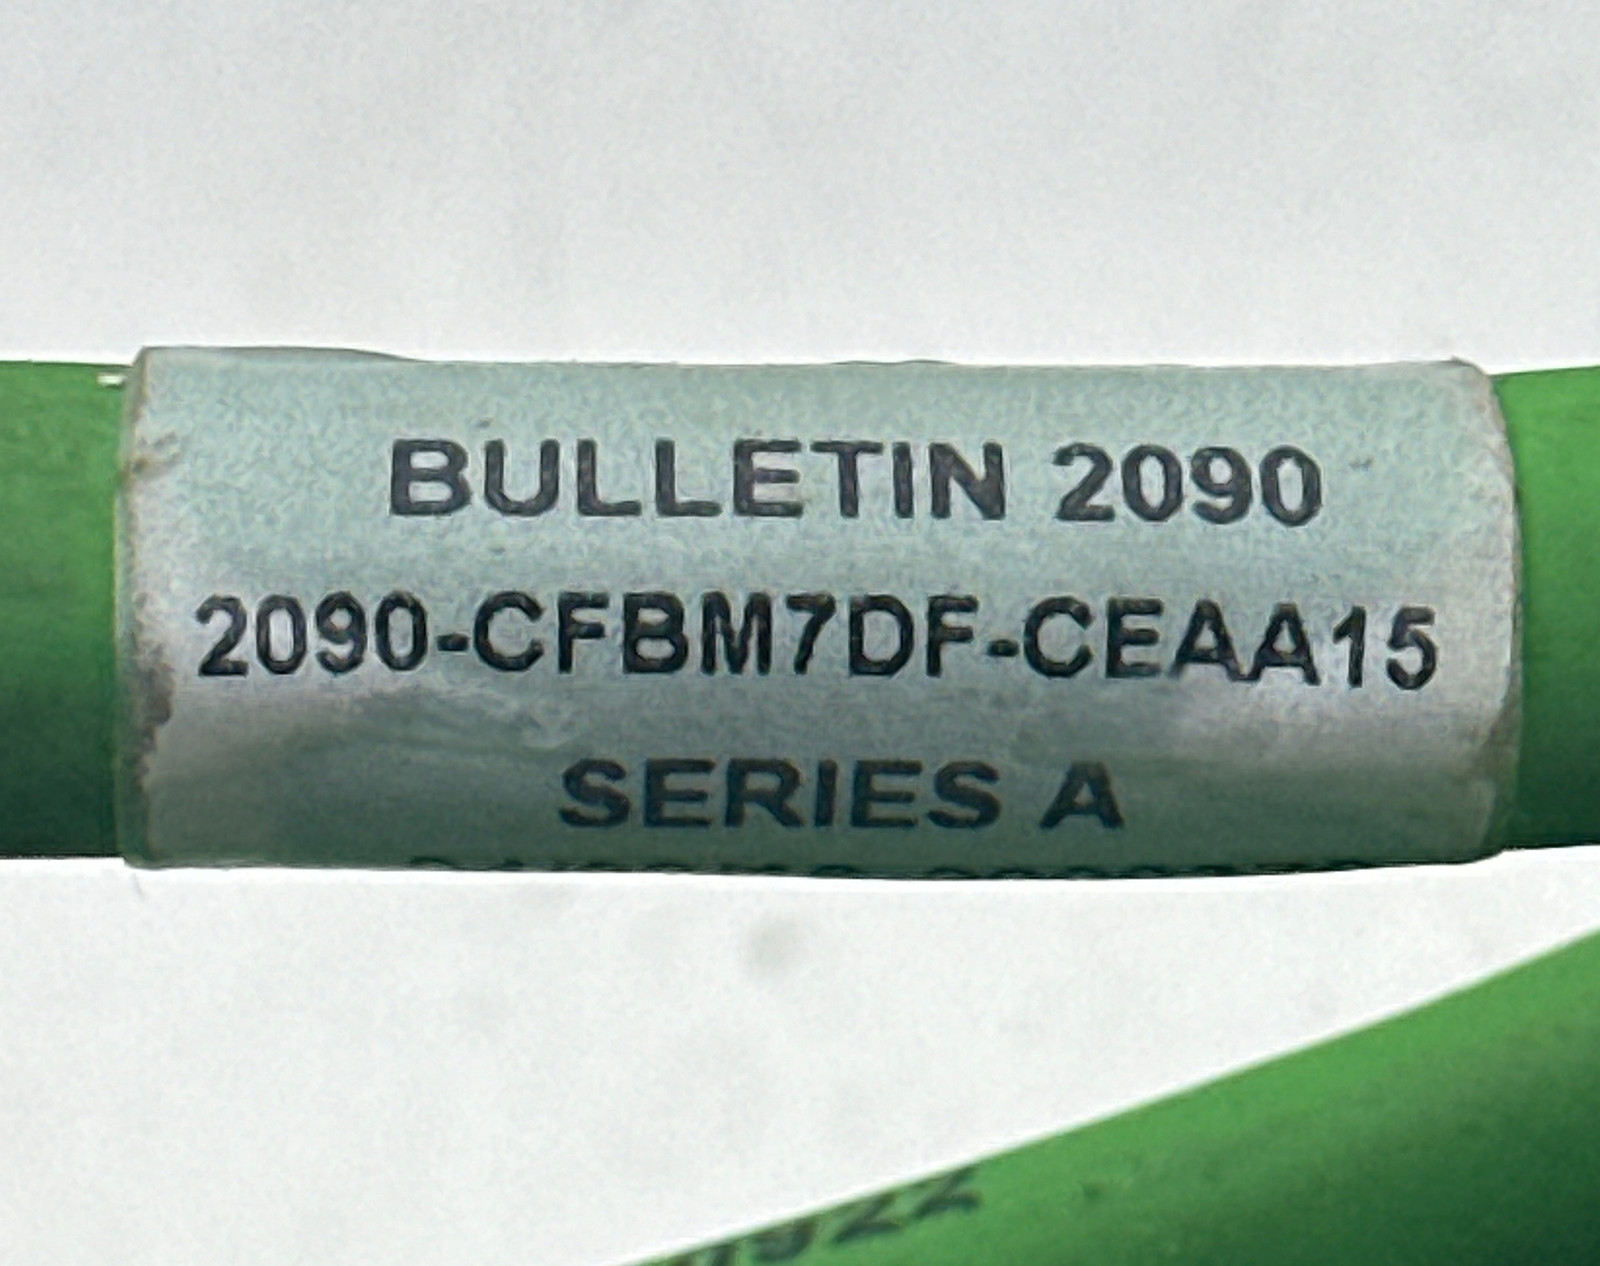 BULLETIN 2090
2090-CFBM7DF-CEAA15
SERIES A